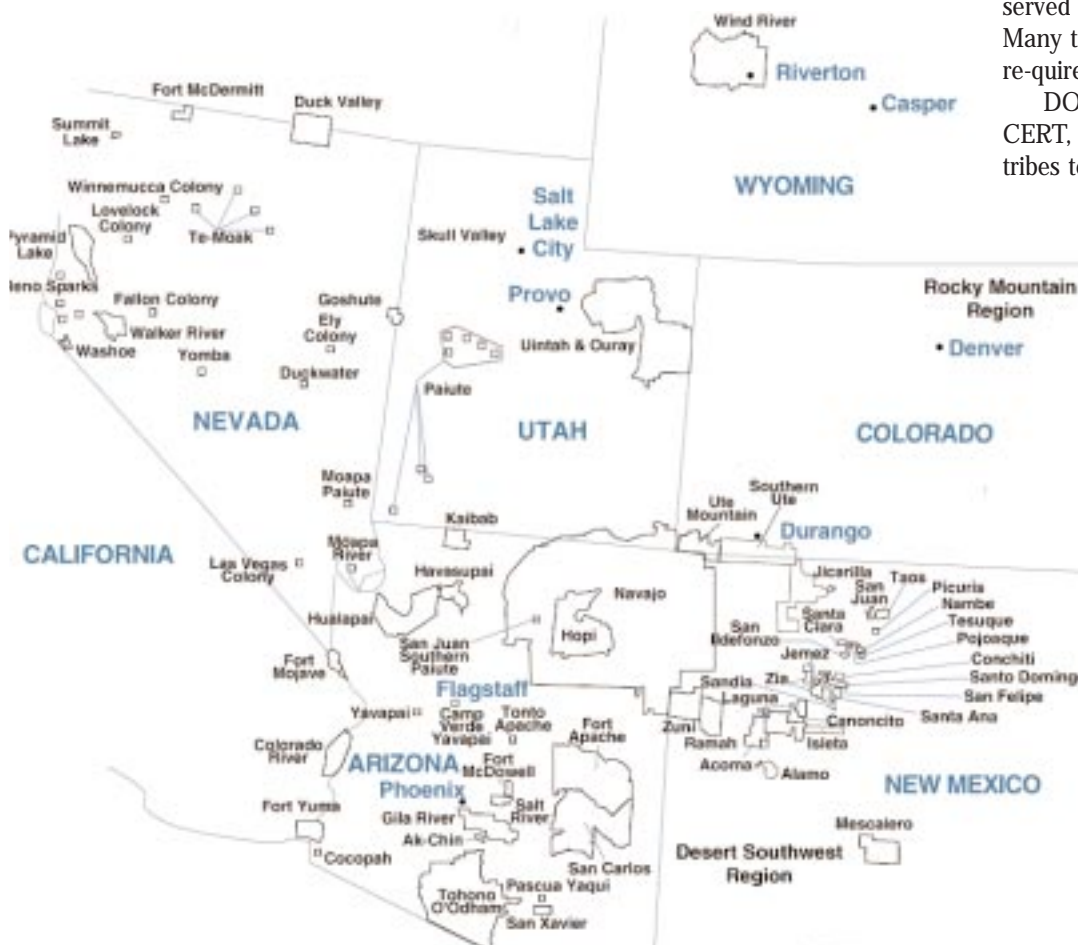 served
Many t
re-quire
DO
CERT,
tribes t
Wind River
Riverton
Casper
WYOMING
Fort McDermitt
Duck Valley
Summit
Lake
Winnemucca Colony
Lovelock
Colony
Te-Moak
Pyramid
Lake
eno Sparks
Fallon Colony
Walker River
Washoe
Yomba
Goshute
Ely
Colony
Duckwater
NEVADA
Salt
Lake
City
Skull Valley
Provo
Uintah & Ouray
Paiute
UTAH
Rocky Mountain
Region
Denver
COLORADO
Moapa
Paiute
Kaibab
Ute
Mountain
Southern
Ute
Durango
CALIFORNIA
Las Vegas
Colony
Moapa
River
Havasupai
Hualapai
San Juan
Southern
Paiute
Navajo
Hopi
Jicarilla
San
Juan
Taos
Picuria
Nambe
Tesuque
Pojoaque
Conchiti
Santo Domingo
San Felipe
Santa Ana
Santa
Clara
San
Ildefonzo
Jemez
Zia
Sandia
Laguna
Canoncito
Isleta
Zuni
Ramah
Acoma
Alamo
NEW MEXICO
Fort
Mojave
Flagstaff
Yavapai
Camp
Verde
Yavapai
Tonto
Apache
Fort
Apache
Colorado
River
ARIZONA
Phoenix
Fort
McDowell
Salt
River
Gila River
Ak-Chin
Fort Yuma
Cocopah
San Carlos
Pascua Yaqui
Tohono
O'Odham
San Xavier
Mescalero
Desert Southwest
Region